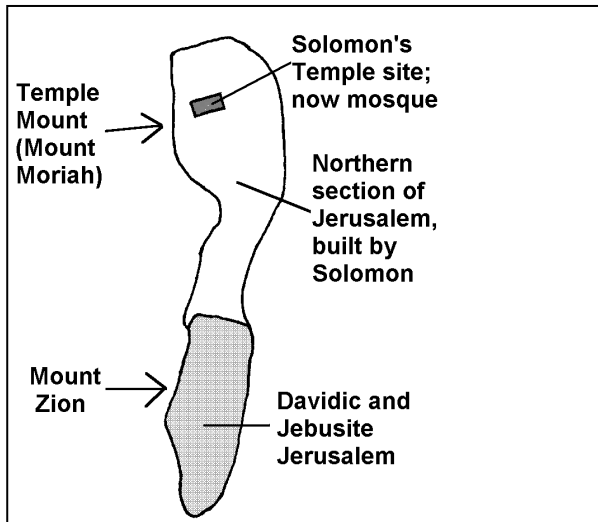 Solomon's
Temple site;
now mosque
Temple
Mount
(Mount
Moriah)
Northern
section of
Jerusalem,
built by
Solomon
Mount
Zion
Davidic and
Jebusite
Jerusalem